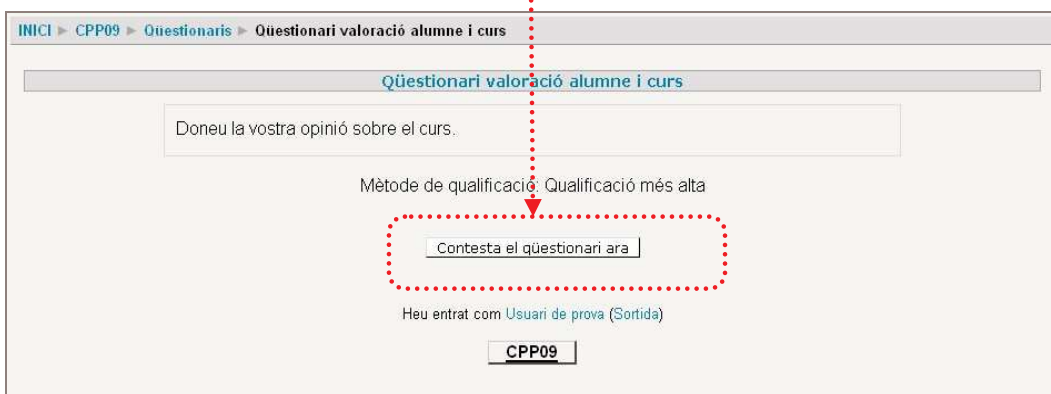 INICI ► CPP09 ► Qüestionaris ► Qüestionari valoració alumne i curs
Qüestionari valoració alumne i curs
Doneu la vostra opinió sobre el curs.
Mètode de qualificació: Qualificació més alta
Contesta el qüestionari ara
Heu entrat com Usuari de prova (Sortida)
CPP09